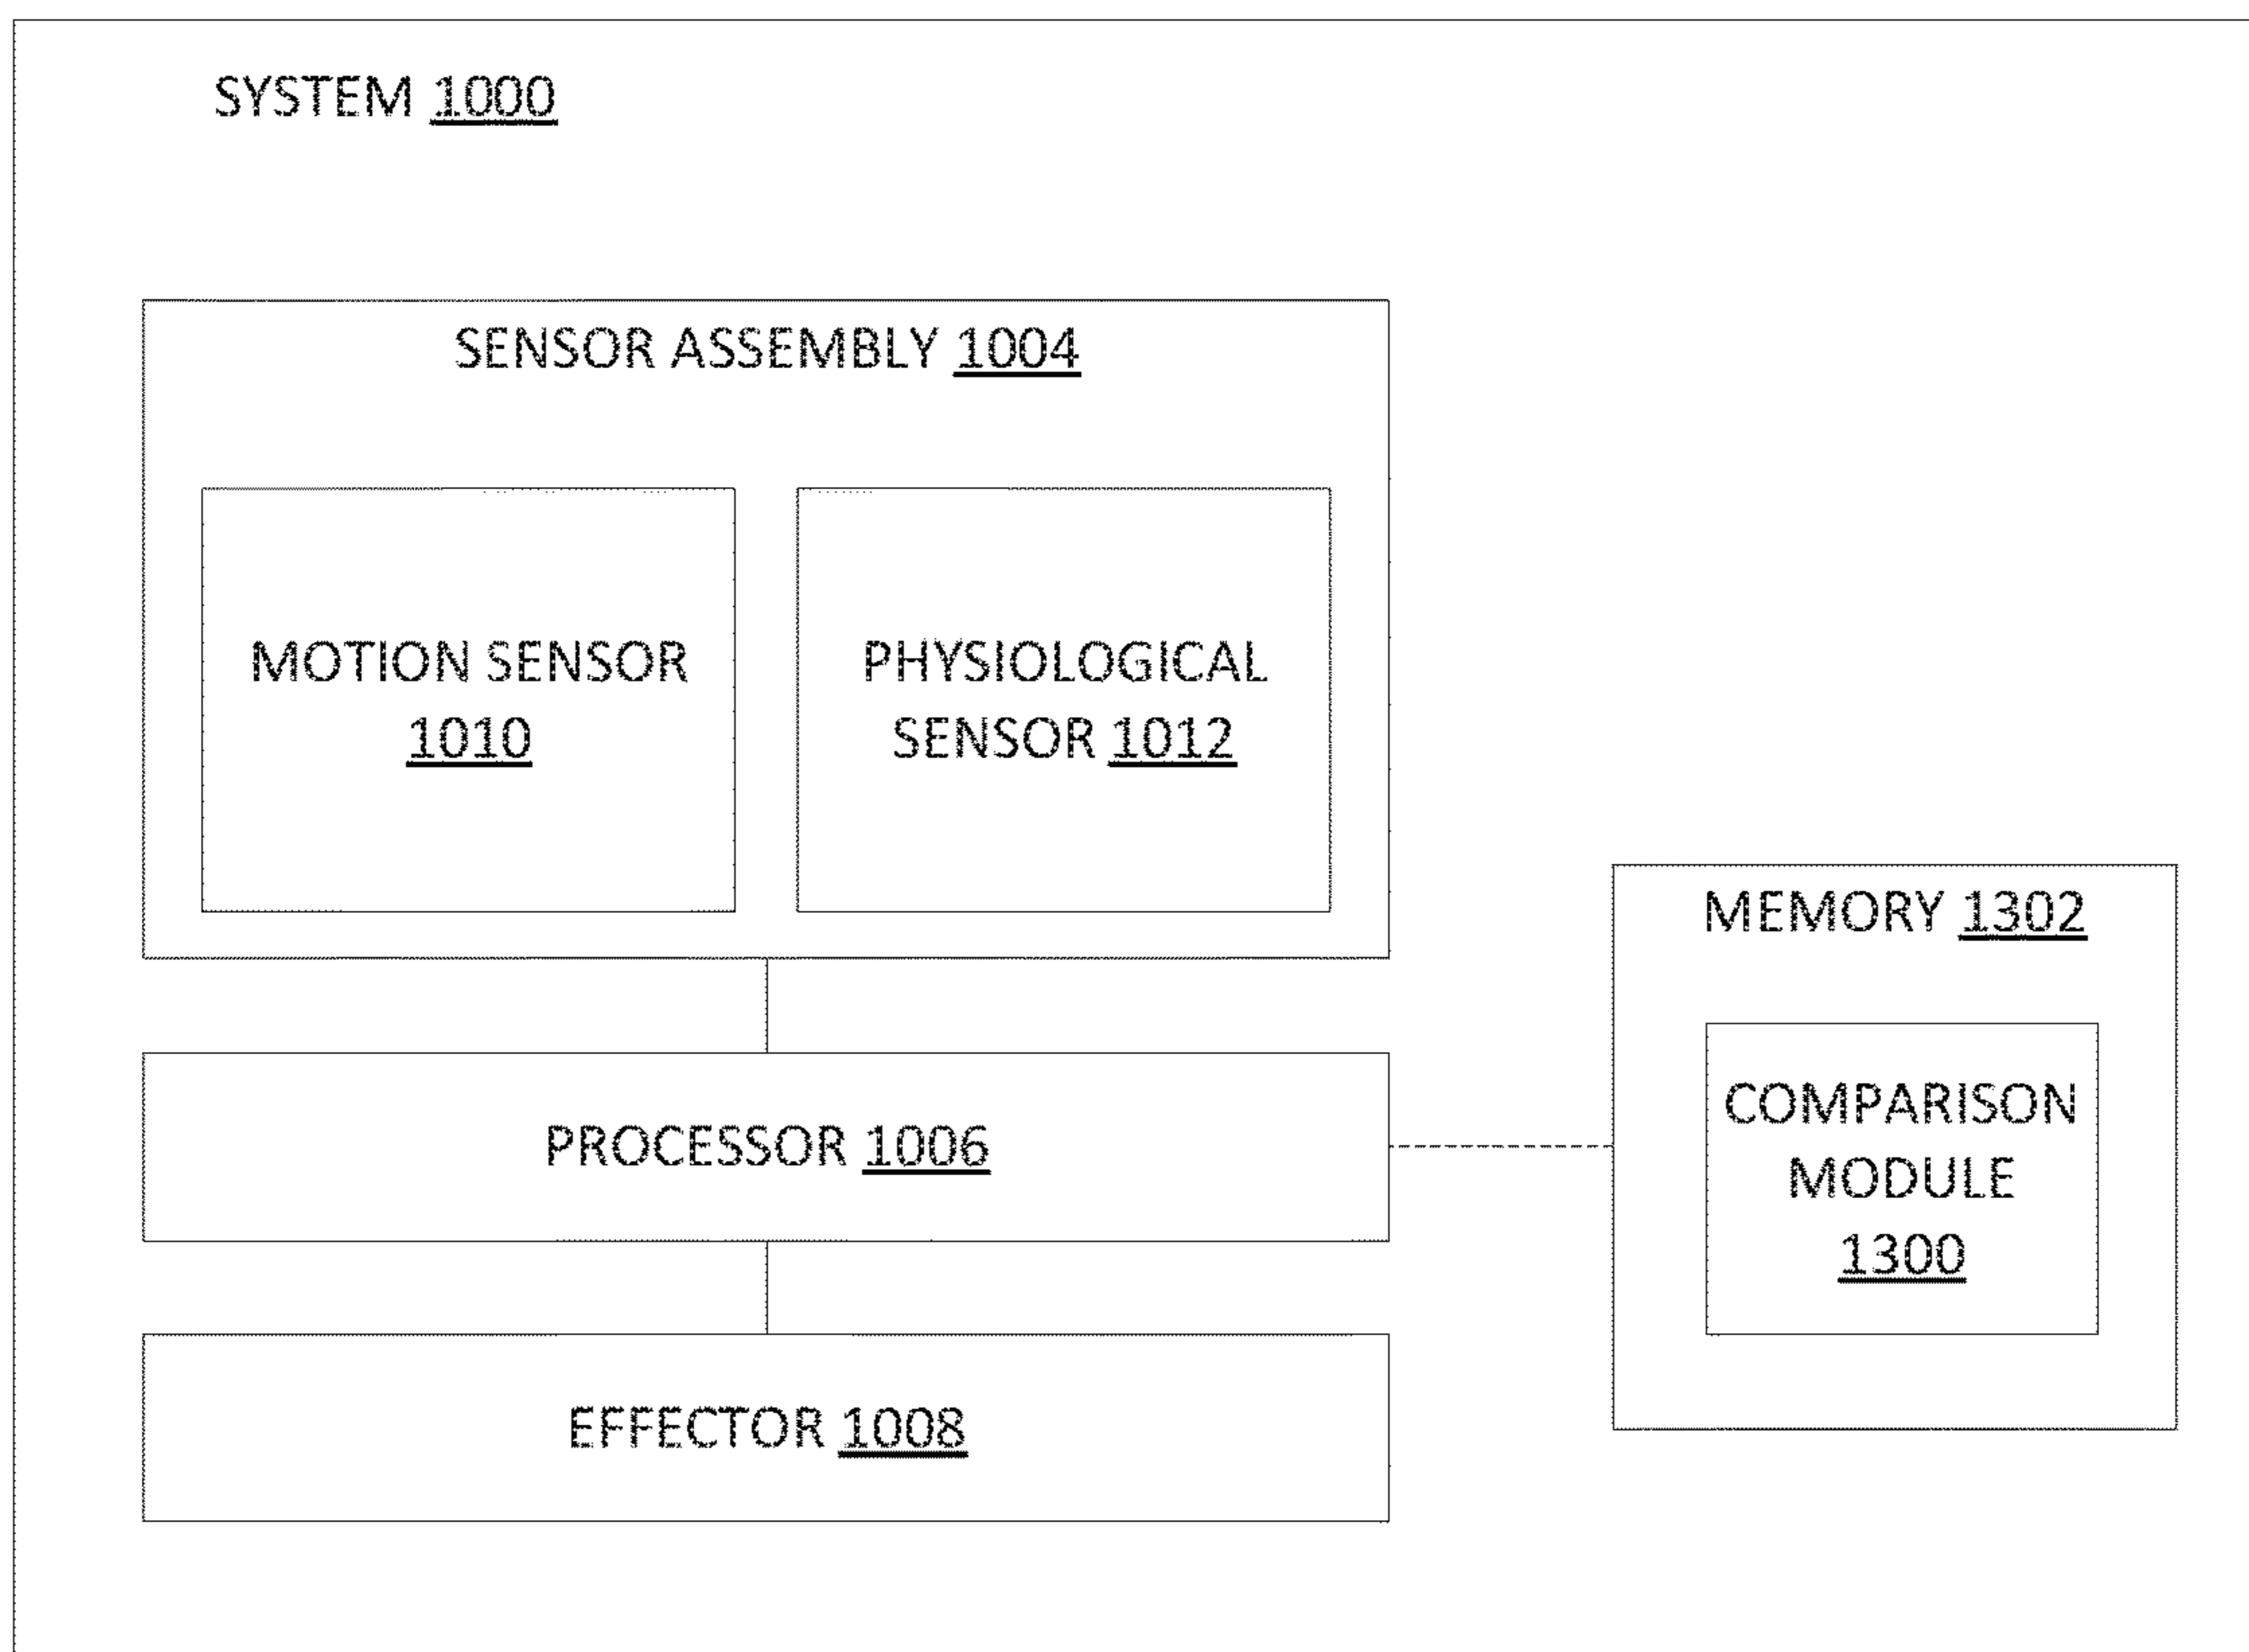 SYSTEM 1000
SENSOR ASSEMBLY 1004
MOTION SENSOR
1010
PHYSIOLOGICAL
SENSOR 1012
MEMORY 1302
COMPARISON
MODULE
1300
PROCESSOR 1006
EFFECTOR 1008